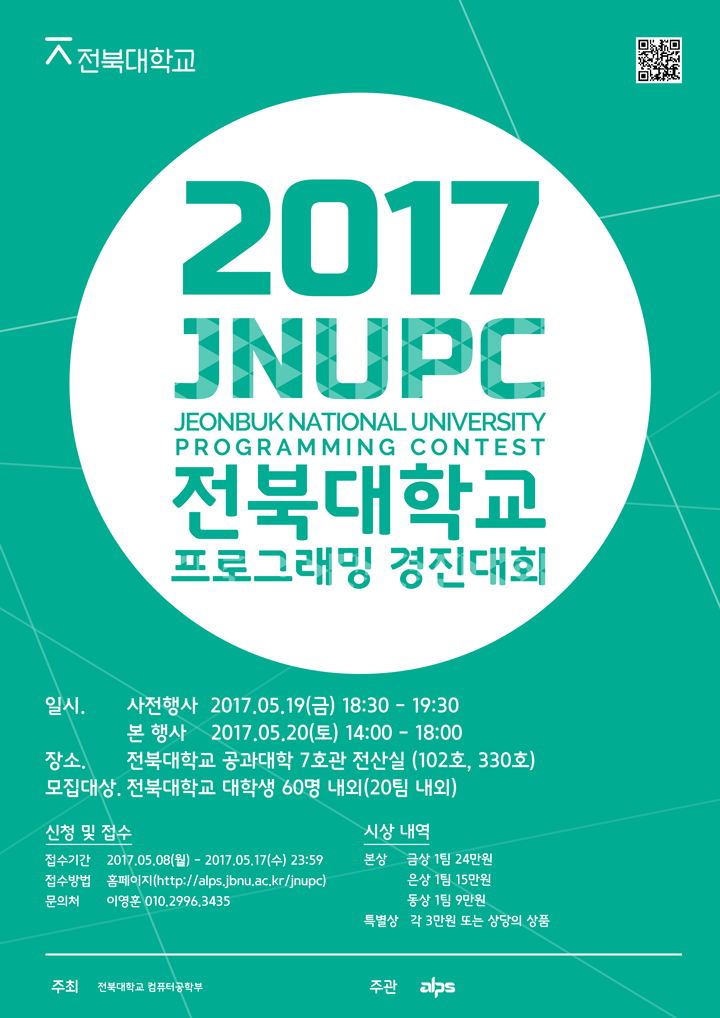 전북대학교
2017
JNUPC
JEONBUK NATIONAL UNIVERSITY
PROGRAMMING CONTEST
전북대학교
프로그래밍 경진대회
일시. 사전행사 2017.05.19(금) 18:30 - 19:30
본 행사 2017.05.20(토) 14:00 - 18:00
장소. 전북대학교 공과대학 7호관 전산실 (102호, 330호)
모집대상. 전북대학교 대학생 60명 내외(20팀 내외)
신청 및 접수
접수기간 2017.05.08(월) - 2017.05.17(수) 23:59
접수방법 홈페이지(http://alps.jbnu.ac.kr/jnupc)
문의처 이영훈 010.2996.3435
시상 내역
본상 금상 1팀 24만원
은상 1팀 15만원
동상 1팀 9만원
특별상 각 3만원 또는 상당의 상품
주최 전북대학교 컴퓨터공학부
주관 alps